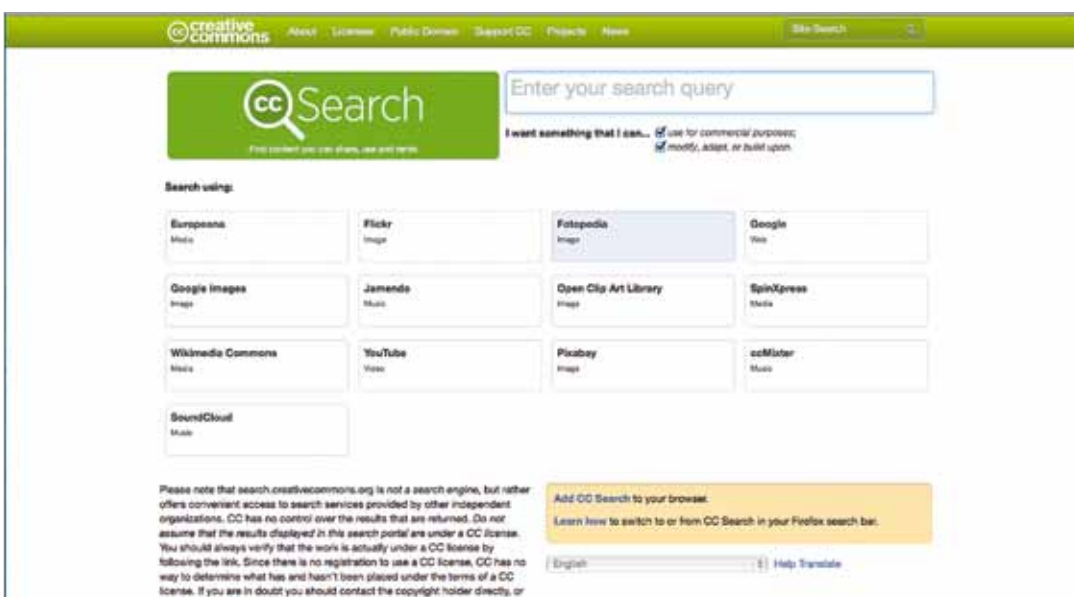 cc creative commons
About Licenses Public Domain Support CC Projects News
Site Search
cc Search
Find content you can share, use and remix
Enter your search query
I want something that I can... use for commercial purposes;
modify, adapt, or build upon.
Search using:
Europeana
Media
Flickr
Image
Fotopedia
Image
Google
Web
Google Images
Image
Jamendo
Music
Open Clip Art Library
Image
SpinXpress
Media
Wikimedia Commons
Media
YouTube
Video
Pixabay
Image
ccMixter
Music
SoundCloud
Music
Please note that search.creativecommons.org is not a search engine, but rather
offers convenient access to search services provided by other independent
organizations. CC has no control over the results that are returned. Do not
assume that the results displayed in this search portal are under a CC license.
You should always verify that the work is actually under a CC license by
following the link. Since there is no registration to use a CC license, CC has no
way to determine what has and hasn't been placed under the terms of a CC
license. If you are in doubt you should contact the copyright holder directly, or
Add CC Search to your browser.
Learn how to switch to or from CC Search in your Firefox search bar.
English
Help Translate